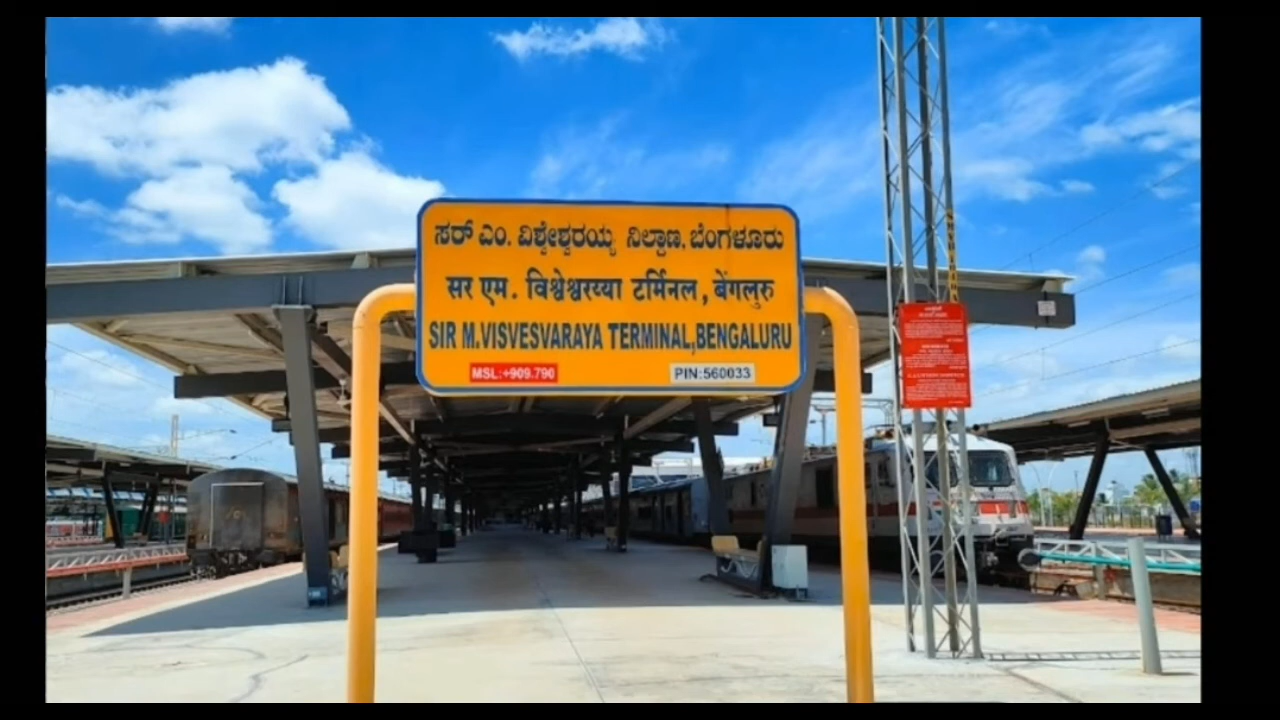 ಸರ್ ಎಂ. ವಿಶ್ವೇಶ್ವರಯ್ಯ ನಿಲ್ದಾಣ, ಬೆಂಗಳೂರು
सर एम. विश्वेश्वरय्या टर्मिनल, बेंगलुरु
SIR M.VISVESVARAYA TERMINAL,BENGALURU
MSL:+909.790 PIN:560033